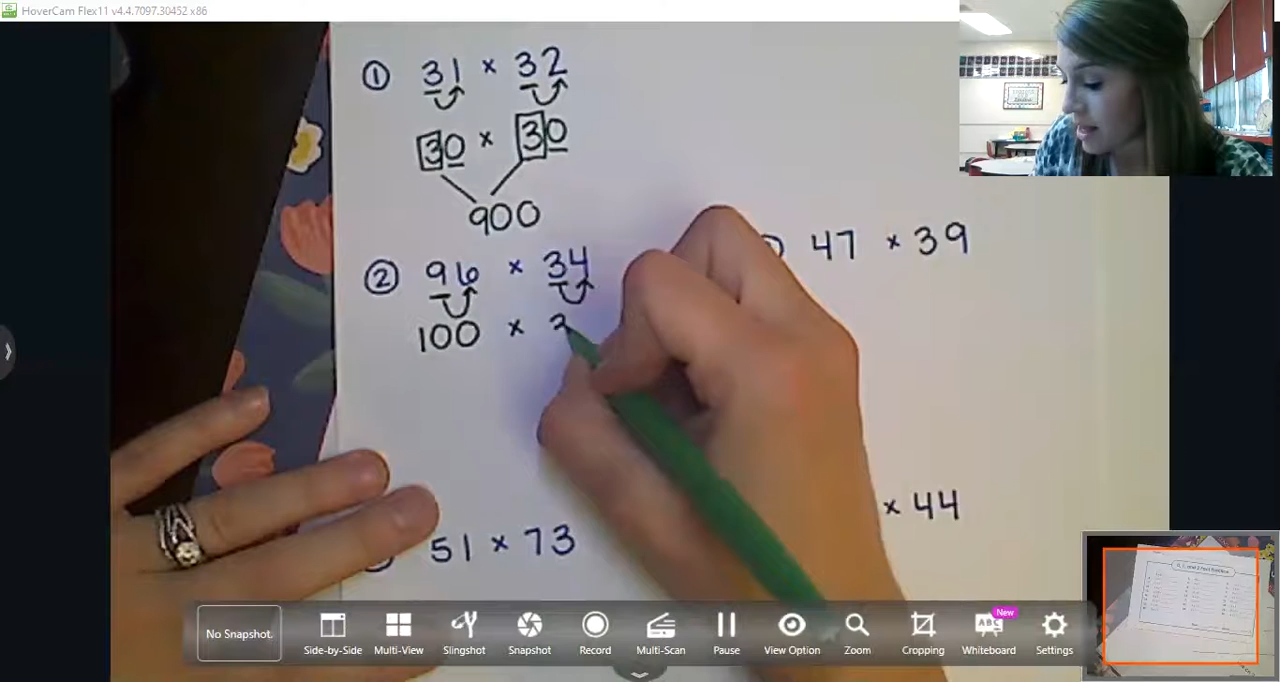 HoverCam Flex11 v4.4.7097.30452 x86
① 31 × 32
30 × 30
900
② 96 × 34
100 × 3
47 × 39
51 × 73
× 44
No Snapshot.
Side-by-Side
Multi-View
Slingshot
Snapshot
Record
Multi-Scan
Pause
View Option
Zoom
Cropping
New
ABC
Whiteboard
Settings